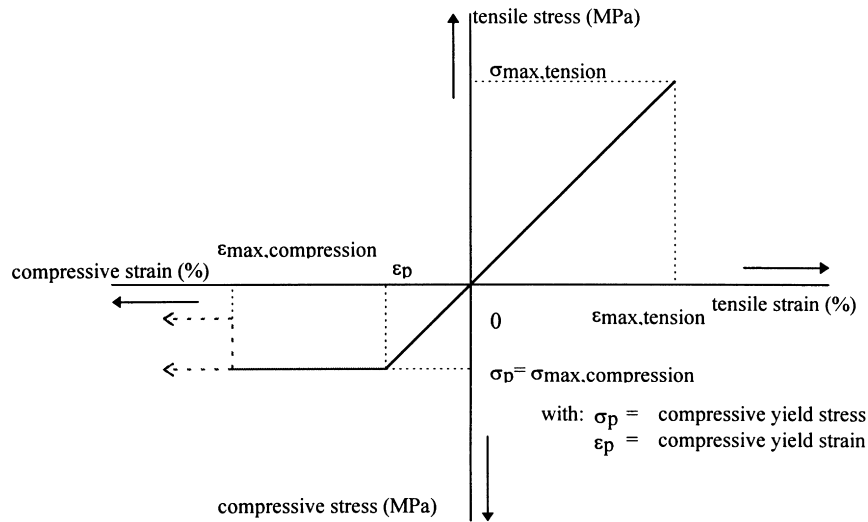 tensile stress (MPa)
σmax,tension
εmax,compression
compressive strain (%)
εp
tensile strain (%)
0
εmax,tension
σp= σmax,compression
with: σp = compressive yield stress
εp = compressive yield strain
compressive stress (MPa)